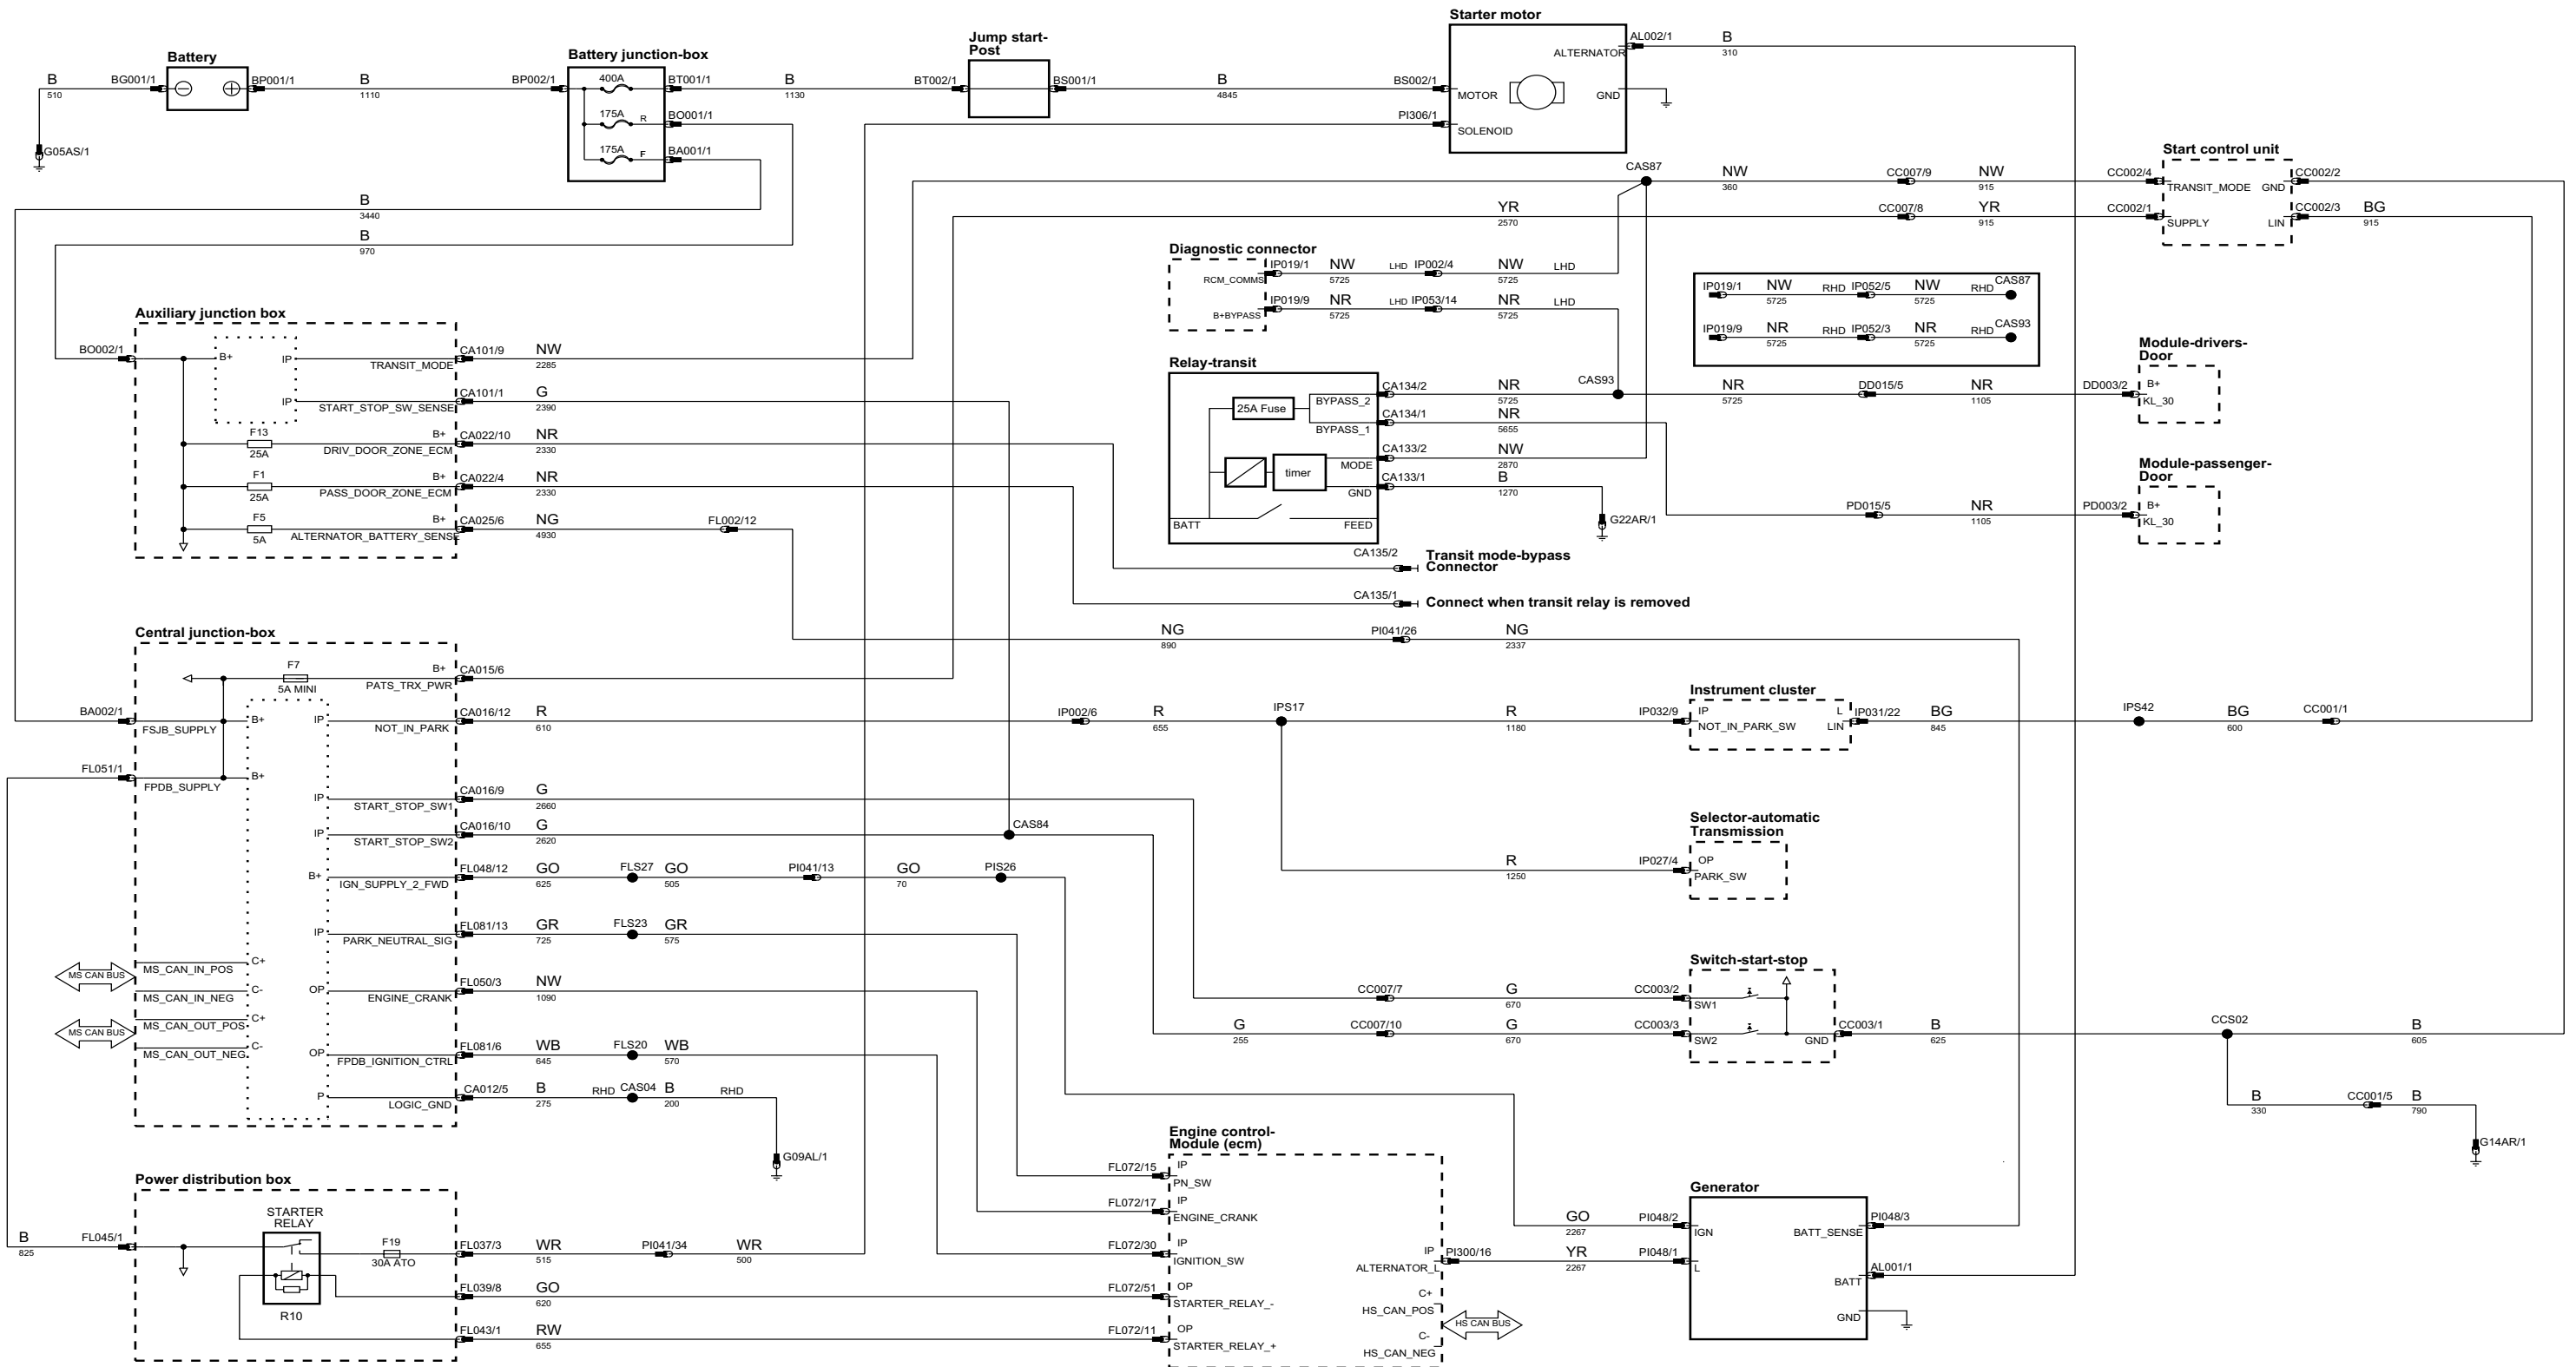 Starter motor
AL002/1
B
310
ALTERNATOR
Jump start-
Post
Battery junction-box
Battery
B
510
BG001/1
BP001/1
B
1110
BP002/1
400A
BT001/1
B
1130
BT002/1
BS001/1
B
4845
BS002/1
MOTOR
GND
175A
R
BO001/1
PI306/1
SOLENOID
175A
F
BA001/1
G05AS/1
B
3440
B
970
CAS87
NW
360
CC007/9
NW
915
Start control unit
CC002/4
TRANSIT_MODE
GND
CC002/2
YR
2570
CC007/8
YR
915
CC002/1
SUPPLY
LIN
CC002/3
BG
915
Diagnostic connector
RCM_COMMS
IP019/1
NW
5725
LHD
IP002/4
NW
5725
LHD
B+BYPASS
IP019/9
NR
5725
LHD
IP053/14
NR
5725
LHD
IP019/1
NW
5725
RHD
IP052/5
NW
5725
RHD
CAS87
IP019/9
NR
5725
RHD
IP052/3
NR
5725
RHD
CAS93
Auxiliary junction box
BO002/1
B+
IP
TRANSIT_MODE
CA101/9
NW
2285
IP
START_STOP_SW_SENSE
CA101/1
G
2390
F13
25A
B+
DRIV_DOOR_ZONE_ECM
CA022/10
NR
2330
F1
25A
B+
PASS_DOOR_ZONE_ECM
CA022/4
NR
2330
F5
5A
B+
ALTERNATOR_BATTERY_SENSE
CA025/6
NG
4930
FL002/12
Relay-transit
25A Fuse
BYPASS_2
CA134/2
NR
5725
CAS93
NR
5725
DD015/5
NR
1105
DD003/2
Module-drivers-
Door
B+
KL_30
BYPASS_1
CA134/1
NR
5655
timer
MODE
CA133/2
NW
2870
GND
CA133/1
B
1270
G22AR/1
BATT
FEED
PD015/5
NR
1105
PD003/2
Module-passenger-
Door
B+
KL_30
CA135/2
Transit mode-bypass
Connector
CA135/1
Connect when transit relay is removed
NG
890
PI041/26
NG
2337
Central junction-box
F7
5A MINI
B+
PATS_TRX_PWR
CA015/6
BA002/1
FSJB_SUPPLY
B+
IP
NOT_IN_PARK
CA016/12
R
610
IP002/6
R
655
IPS17
R
1180
IP032/9
Instrument cluster
IP
NOT_IN_PARK_SW
L
LIN
IP031/22
BG
845
IPS42
BG
600
CC001/1
FL051/1
FPDB_SUPPLY
B+
IP
START_STOP_SW1
CA016/9
G
2660
IP
START_STOP_SW2
CA016/10
G
2620
CAS84
B+
IGN_SUPPLY_2_FWD
FL048/12
GO
625
FLS27
GO
505
PI041/13
GO
70
PIS26
Selector-automatic
Transmission
R
1250
IP027/4
OP
PARK_SW
IP
PARK_NEUTRAL_SIG
FL081/13
GR
725
FLS23
GR
575
MS CAN BUS
MS_CAN_IN_POS
C+
MS_CAN_IN_NEG
C-
OP
ENGINE_CRANK
FL050/3
NW
1090
MS CAN BUS
MS_CAN_OUT_POS
C+
MS_CAN_OUT_NEG
C-
OP
FPDB_IGNITION_CTRL
FL081/6
WB
645
FLS20
WB
570
P
LOGIC_GND
CA012/5
B
275
RHD
CAS04
B
200
RHD
G09AL/1
Switch-start-stop
CC007/7
G
670
CC003/2
SW1
G
255
CC007/10
G
670
CC003/3
SW2
GND
CC003/1
B
625
CCS02
B
605
B
330
CC001/5
B
790
G14AR/1
Power distribution box
B
825
FL045/1
STARTER
RELAY
R10
F19
30A ATO
FL037/3
WR
515
PI041/34
WR
500
FL039/8
GO
620
FL043/1
RW
655
Engine control-
Module (ecm)
FL072/15
IP
PN_SW
FL072/17
IP
ENGINE_CRANK
FL072/30
IP
IGNITION_SW
FL072/51
OP
STARTER_RELAY_-
FL072/11
OP
STARTER_RELAY_+
IP
ALTERNATOR_L
PI300/16
YR
2267
C+
HS_CAN_POS
C-
HS_CAN_NEG
HS CAN BUS
Generator
GO
2267
PI048/2
IGN
PI048/1
L
BATT_SENSE
PI048/3
BATT
AL001/1
GND